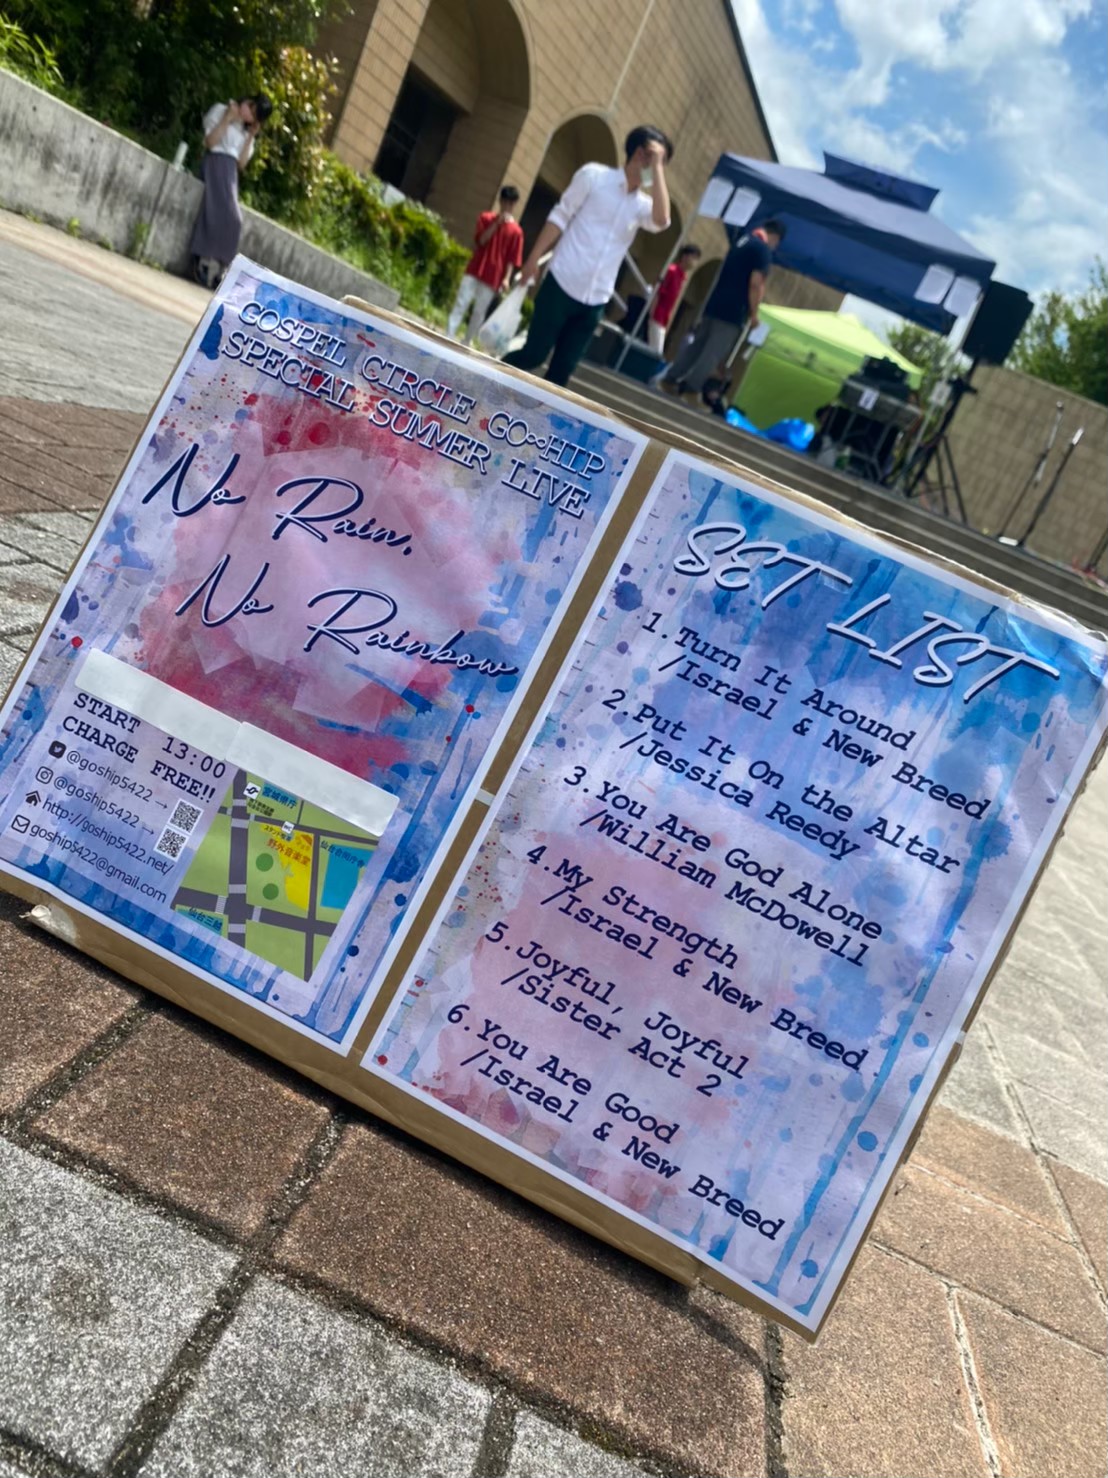 GOSPEL CIRCLE GO∞HIP
SPECIAL SUMMER LIVE
No Rain,
No Rainbow
START 13:00
CHARGE FREE!!
@goship5422 →
@goship5422 →
http://goship5422.net/
goship5422@gmail.com
宮城県庁
野外音楽堂
SET LIST
1. Turn It Around
/Israel & New Breed
2. Put It On the Altar
/Jessica Reedy
3. You Are God Alone
/William McDowell
4. My Strength
/Israel & New Breed
5. Joyful, Joyful
/Sister Act 2
6. You Are Good
/Israel & New Breed